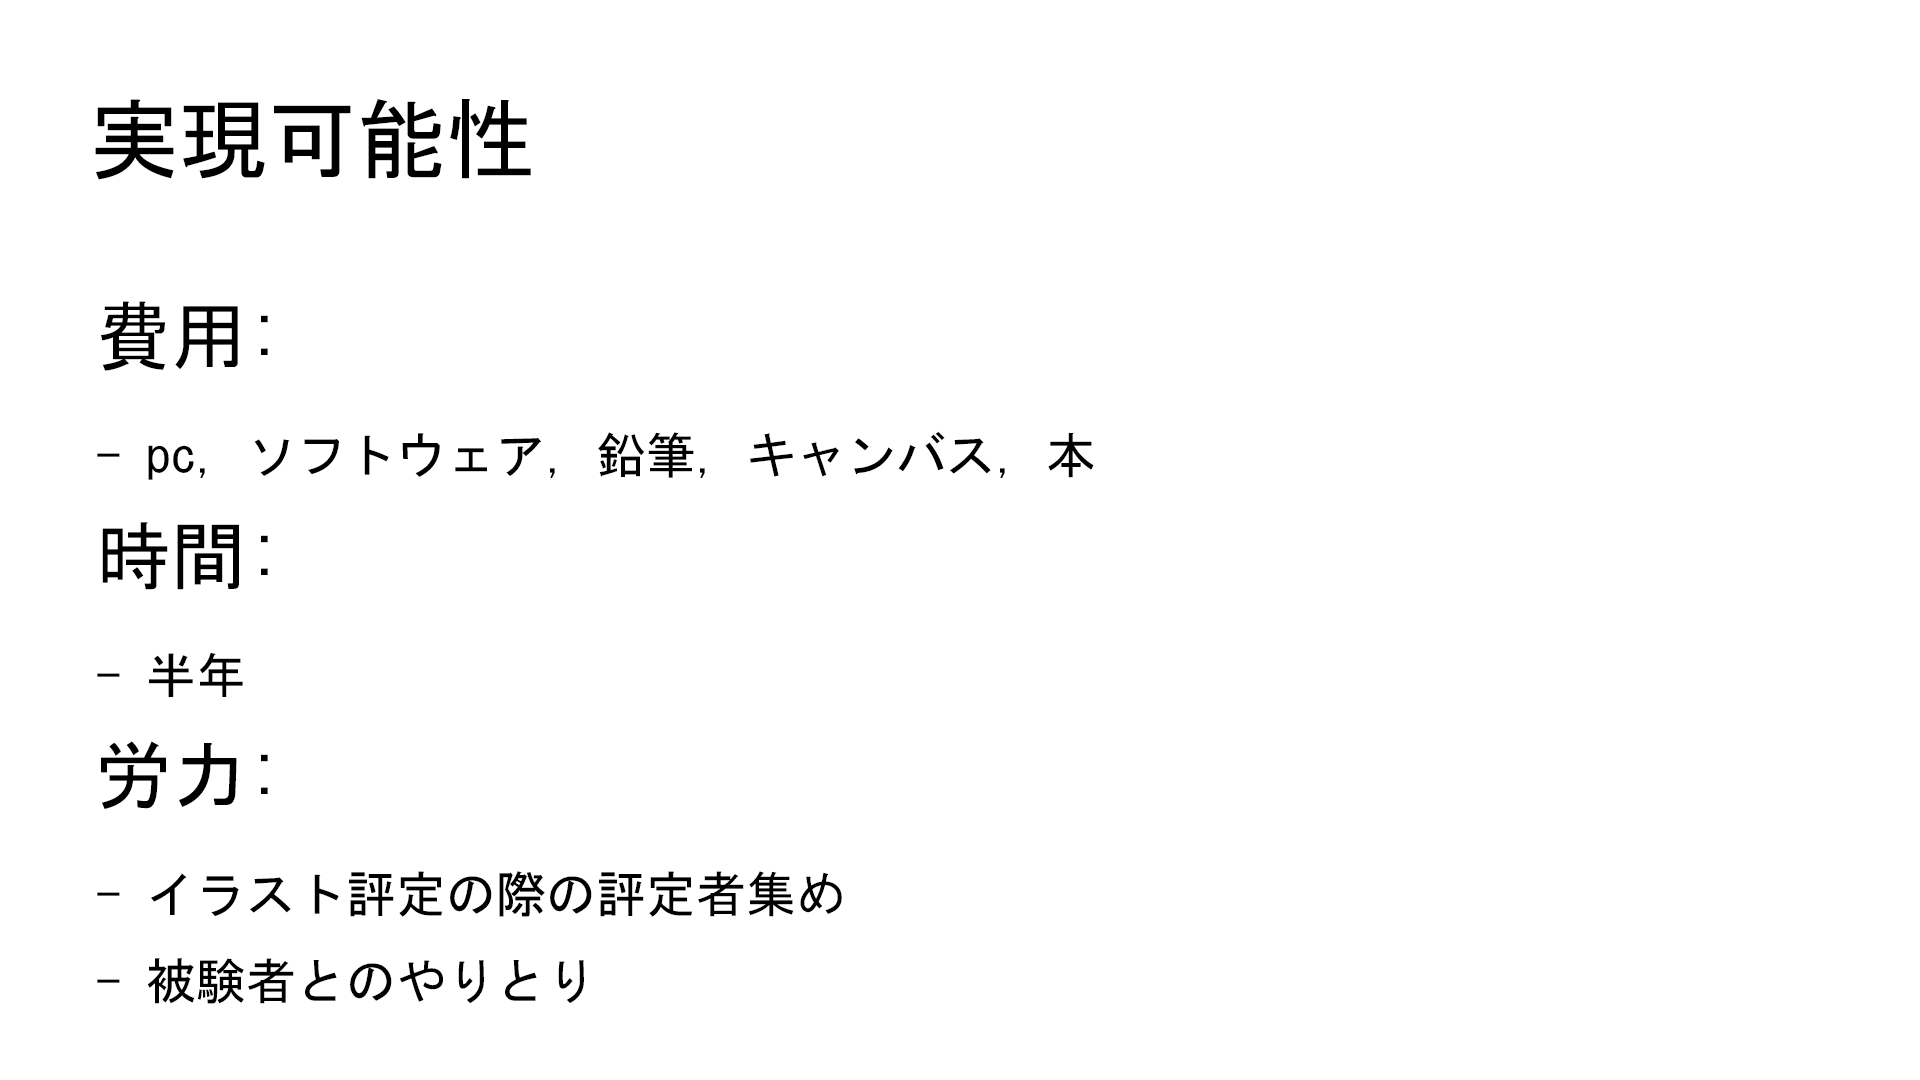 実現可能性
費用:
- pc, ソフトウェア, 鉛筆, キャンバス, 本
時間:
- 半年
労力:
- イラスト評定の際の評定者集め
- 被験者とのやりとり